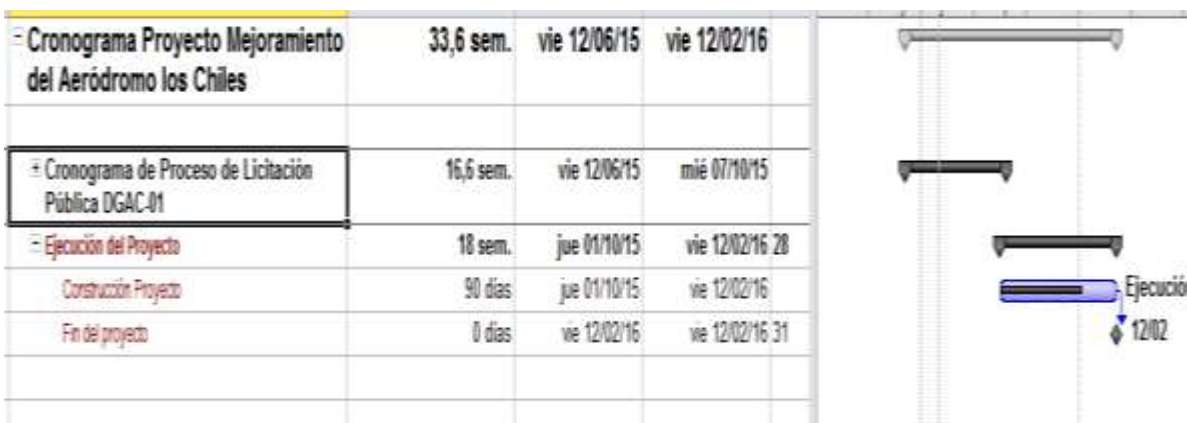 Cronograma Proyecto Mejoramiento 33,6 sem. vie 12/06/15 vie 12/02/16
del Aeródromo los Chiles
Cronograma de Proceso de Licitación 16,6 sem. vie 12/06/15 mié 07/10/15
Pública DGAC-01
Ejecución del Proyecto 18 sem. jue 01/10/15 vie 12/02/16 28
Construcción Proyecto 90 días jue 01/10/15 vie 12/02/16 Ejecución
Fin del proyecto 0 días vie 12/02/16 vie 12/02/16 31 12/02